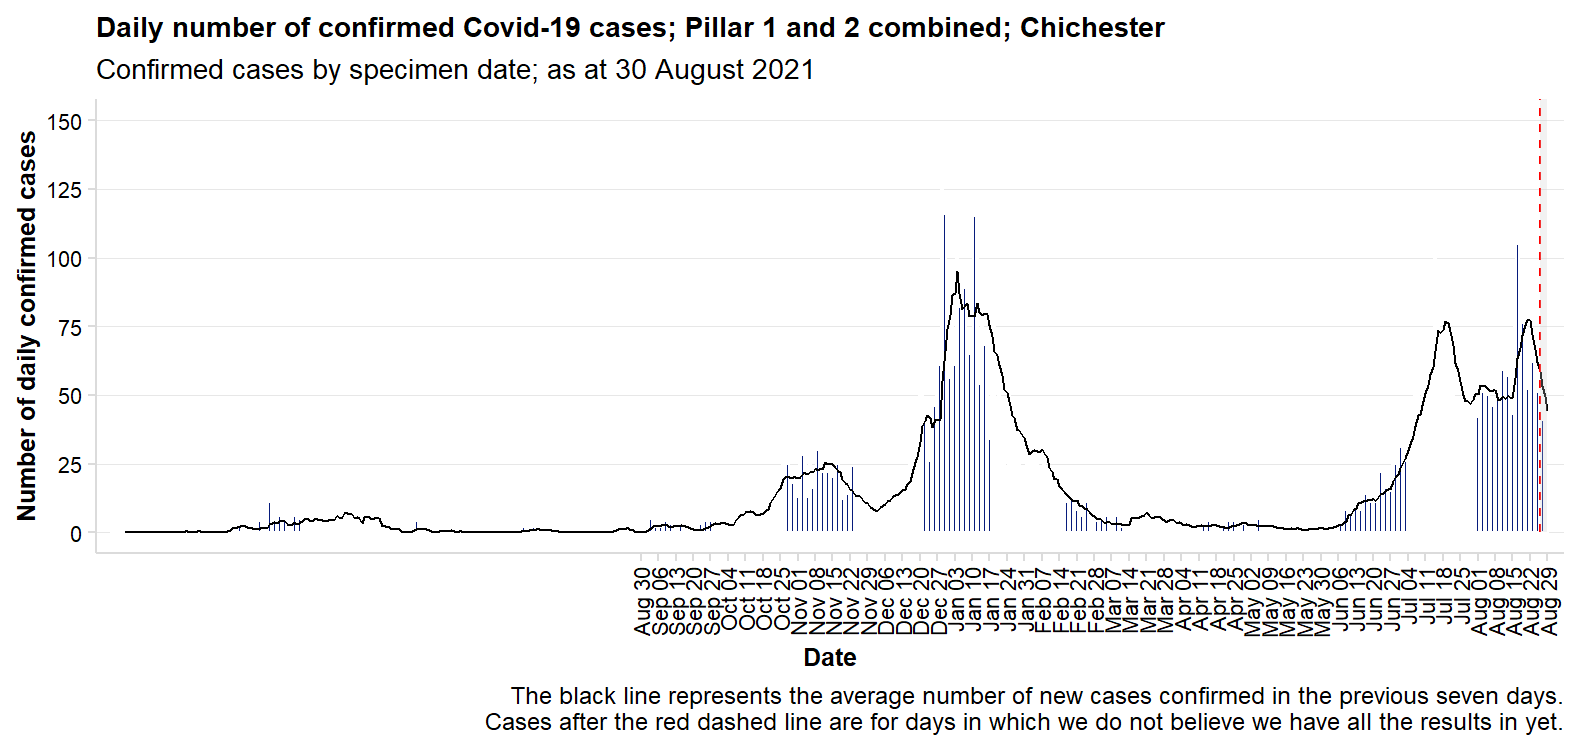 Daily number of confirmed Covid-19 cases; Pillar 1 and 2 combined; Chichester
Confirmed cases by specimen date; as at 30 August 2021
Number of daily confirmed cases
150
125
100
75
50
25
0
Aug 30
Sep 06
Sep 13
Sep 20
Sep 27
Oct 04
Oct 11
Oct 18
Oct 25
Nov 01
Nov 08
Nov 15
Nov 22
Nov 29
Dec 06
Dec 13
Dec 20
Dec 27
Jan 03
Jan 10
Jan 17
Jan 24
Jan 31
Feb 07
Feb 14
Feb 21
Feb 28
Mar 07
Mar 14
Mar 21
Mar 28
Apr 04
Apr 11
Apr 18
Apr 25
May 02
May 09
May 16
May 23
May 30
Jun 06
Jun 13
Jun 20
Jun 27
Jul 04
Jul 11
Jul 18
Jul 25
Aug 01
Aug 08
Aug 15
Aug 22
Aug 29
Date
The black line represents the average number of new cases confirmed in the previous seven days.
Cases after the red dashed line are for days in which we do not believe we have all the results in yet.